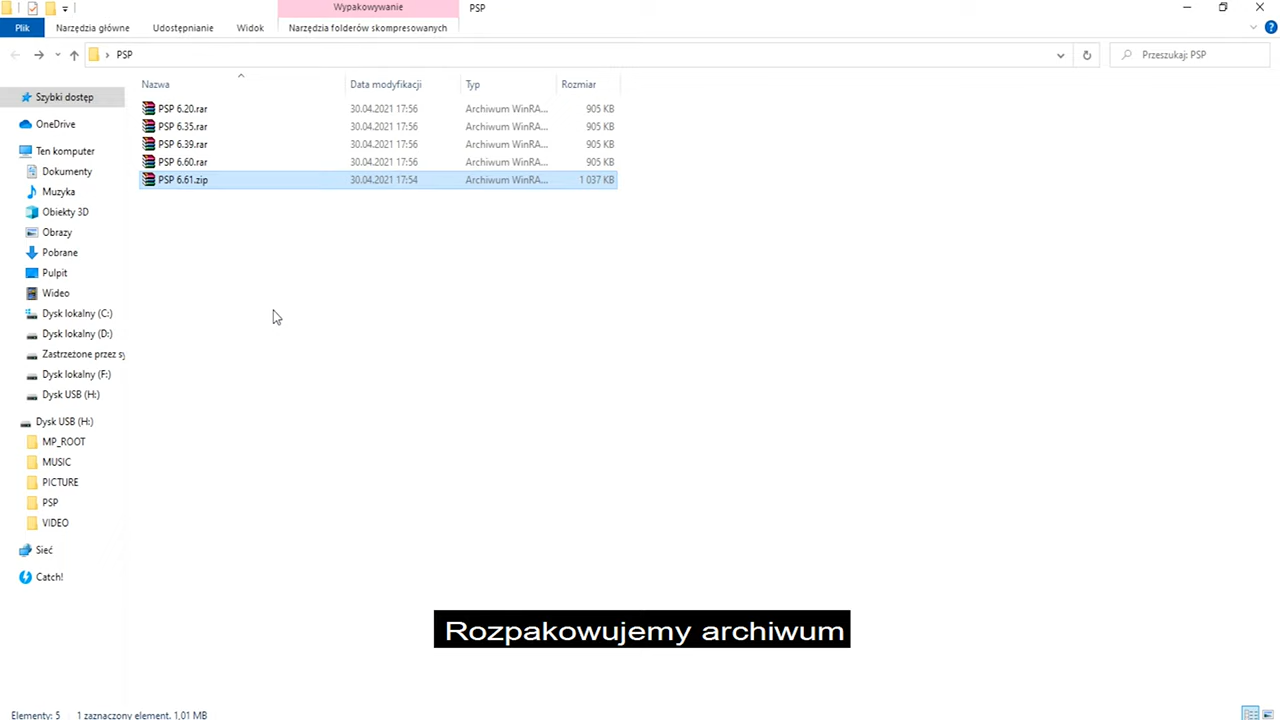 Wypakowywanie
PSP
Plik
Narzędzia główne
Udostępnianie
Widok
Narzędzia folderów skompresowanych
PSP
Przeszukaj: PSP
Nazwa
Data modyfikacji
Typ
Rozmiar
PSP 6.20.rar 30.04.2021 17:56 Archiwum WinRA... 905 KB
PSP 6.35.rar 30.04.2021 17:56 Archiwum WinRA... 905 KB
PSP 6.39.rar 30.04.2021 17:56 Archiwum WinRA... 905 KB
PSP 6.60.rar 30.04.2021 17:56 Archiwum WinRA... 905 KB
PSP 6.61.zip 30.04.2021 17:54 Archiwum WinRA... 1 037 KB
Szybki dostęp
OneDrive
Ten komputer
Dokumenty
Muzyka
Obiekty 3D
Obrazy
Pobrane
Pulpit
Wideo
Dysk lokalny (C:)
Dysk lokalny (D:)
Zastrzeżone przez sy
Dysk lokalny (F:)
Dysk USB (H:)
Dysk USB (H:)
MP_ROOT
MUSIC
PICTURE
PSP
VIDEO
Sieć
Catch!
Rozpakowujemy archiwum
Elementy: 5 1 zaznaczony element. 1,01 MB